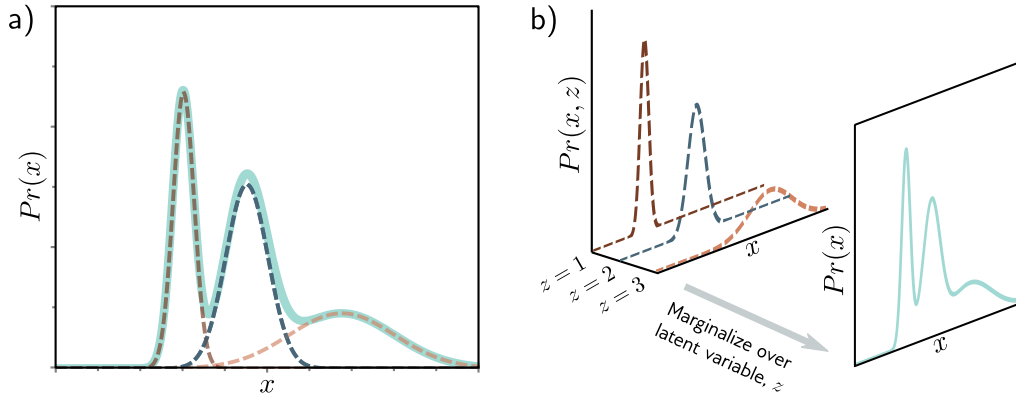 a)
Pr(x)
x
b)
Pr(x, z)
z = 1
z = 2
z = 3
x
Marginalize over
latent variable, z
Pr(x)
x